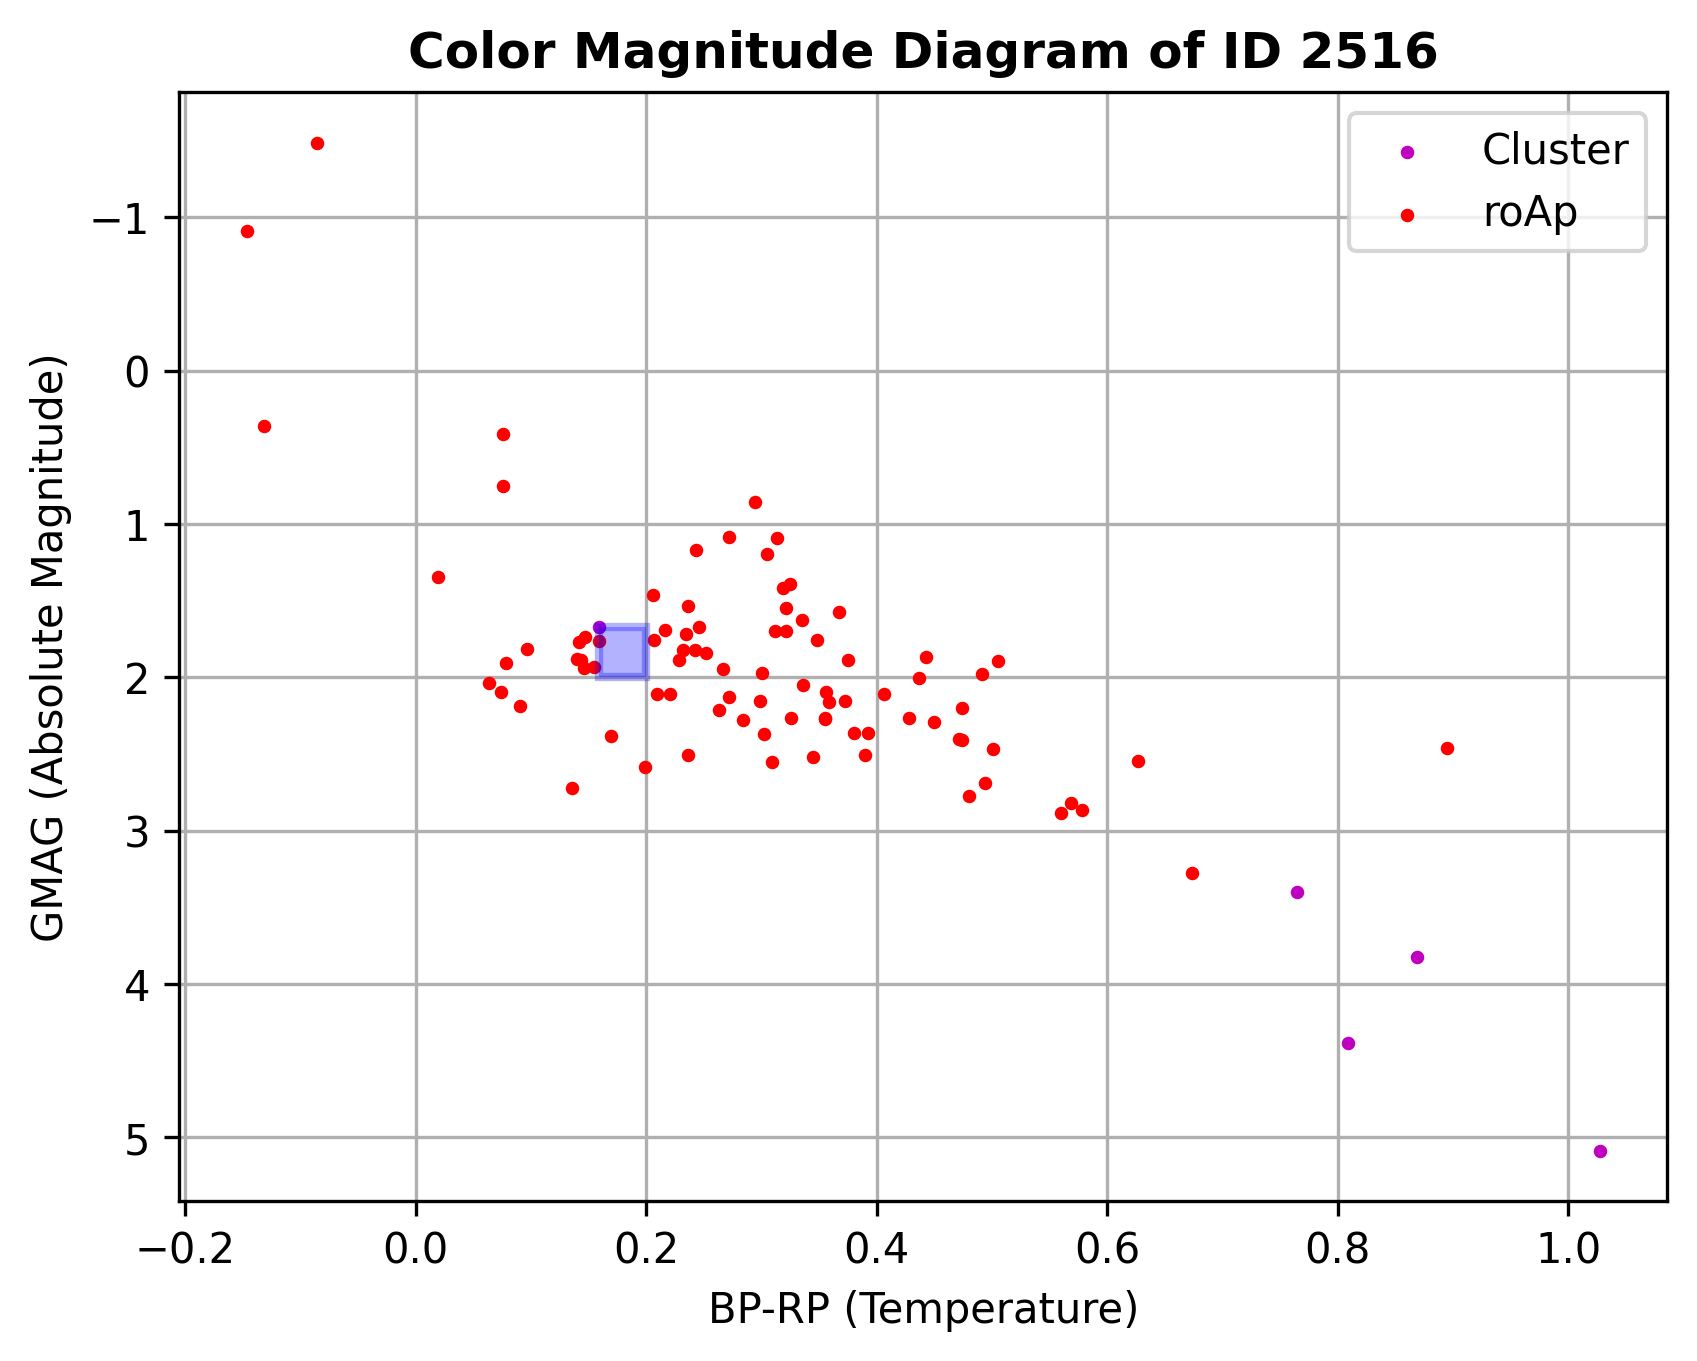 Color Magnitude Diagram of ID 2516
Cluster
roAp
GMAG (Absolute Magnitude)
−1
0
1
2
3
4
5
−0.2 0.0 0.2 0.4 0.6 0.8 1.0
BP-RP (Temperature)